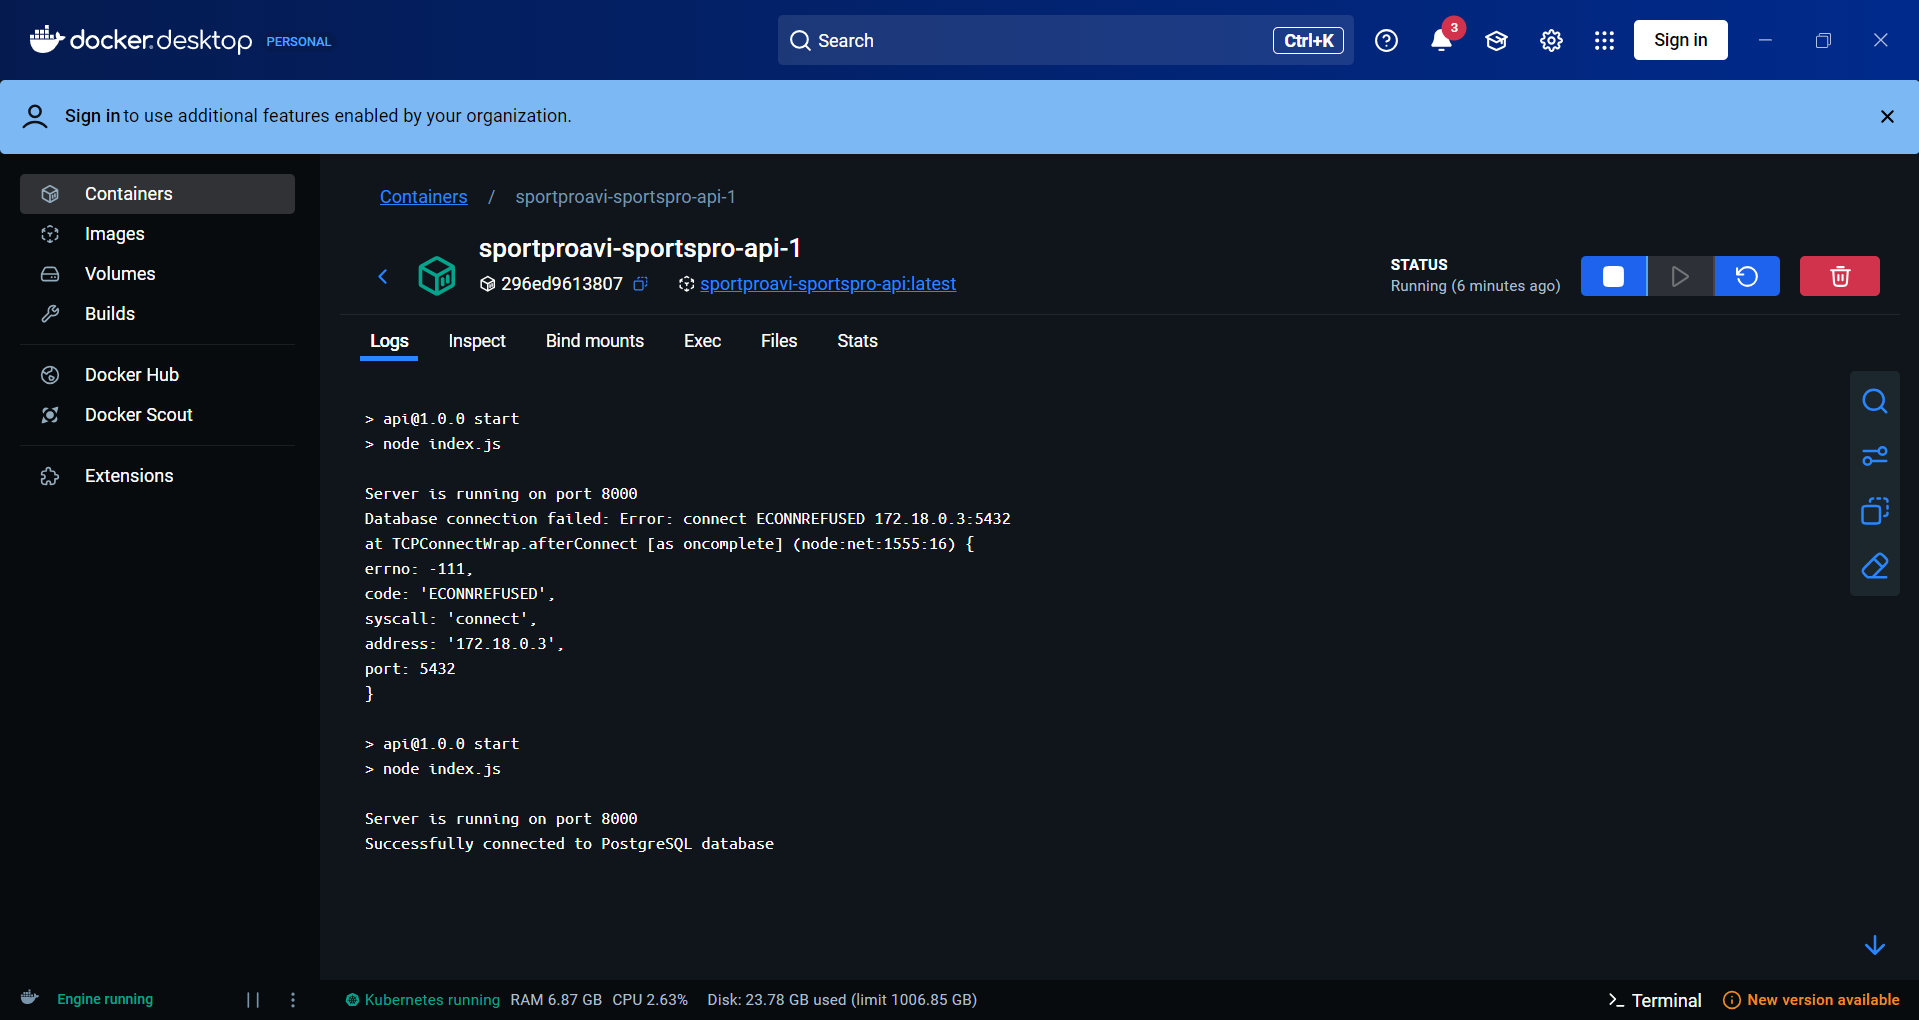 docker.desktop PERSONAL
Search
Ctrl+K
3
Sign in
Sign in to use additional features enabled by your organization.
Containers
Images
Volumes
Builds
Docker Hub
Docker Scout
Extensions
Containers / sportproavi-sportspro-api-1
sportproavi-sportspro-api-1
296ed9613807
sportproavi-sportspro-api:latest
STATUS
Running (6 minutes ago)
Logs
Inspect
Bind mounts
Exec
Files
Stats
> api@1.0.0 start
> node index.js
Server is running on port 8000
Database connection failed: Error: connect ECONNREFUSED 172.18.0.3:5432
at TCPConnectWrap.afterConnect [as oncomplete] (node:net:1555:16) {
errno: -111,
code: 'ECONNREFUSED',
syscall: 'connect',
address: '172.18.0.3',
port: 5432
}
> api@1.0.0 start
> node index.js
Server is running on port 8000
Successfully connected to PostgreSQL database
Engine running
Kubernetes running
RAM 6.87 GB CPU 2.63%
Disk: 23.78 GB used (limit 1006.85 GB)
>_ Terminal
New version available